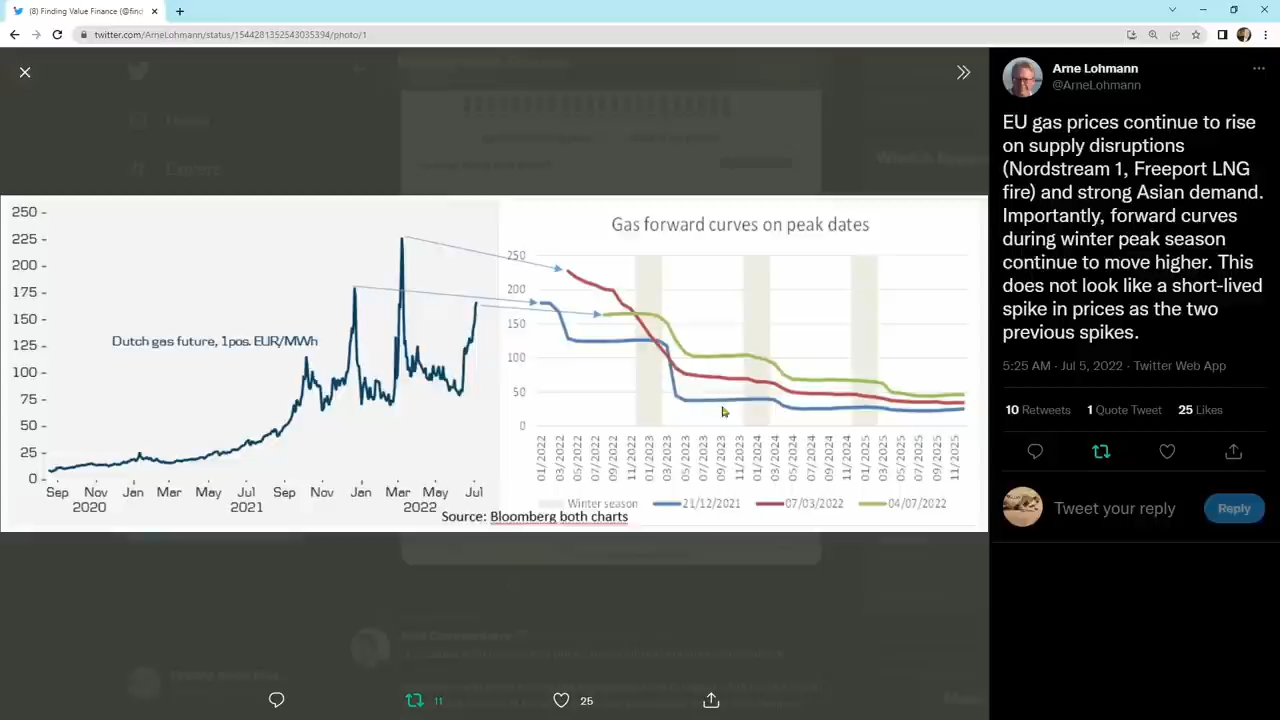 (8) Finding Value Finance (@find
twitter.com/ArneLohmann/status/1544281352543035394/photo/1
Home
Explore
250
225
200
175
150
125
100
75
50
25
0
Dutch gas future, 1pos. EUR/MWh
Sep Nov Jan Mar May Jul Sep Nov Jan Mar May Jul
2020 2021 2022
Gas forward curves on peak dates
250
200
150
100
50
0
01/2022 03/2022 05/2022 07/2022 09/2022 11/2022 01/2023 03/2023 05/2023 07/2023 09/2023 11/2023 01/2024 03/2024 05/2024 07/2024 09/2024 11/2024 01/2025 03/2025 05/2025 07/2025 09/2025 11/2025
Winter season 21/12/2021 07/03/2022 04/07/2022
Source: Bloomberg both charts
11
25
Arne Lohmann
@ArneLohmann
EU gas prices continue to rise
on supply disruptions
(Nordstream 1, Freeport LNG
fire) and strong Asian demand.
Importantly, forward curves
during winter peak season
continue to move higher. This
does not look like a short-lived
spike in prices as the two
previous spikes.
5:25 AM · Jul 5, 2022 · Twitter Web App
10 Retweets 1 Quote Tweet 25 Likes
Tweet your reply
Reply